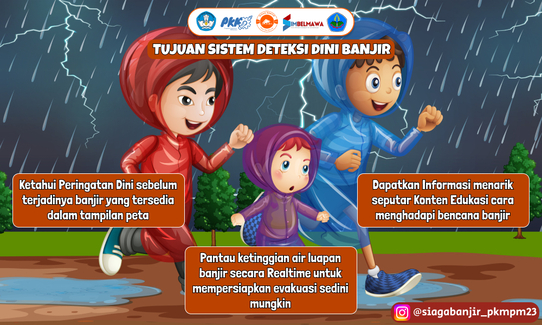 PKK
SIMBELMAWA
TUJUAN SISTEM DETEKSI DINI BANJIR
Ketahui Peringatan Dini sebelum
terjadinya banjir yang tersedia
dalam tampilan peta
Dapatkan Informasi menarik
seputar Konten Edukasi cara
menghadapi bencana banjir
Pantau ketinggian air luapan
banjir secara Realtime untuk
mempersiapkan evakuasi sedini
mungkin
@siagabanjir_pkmpm23